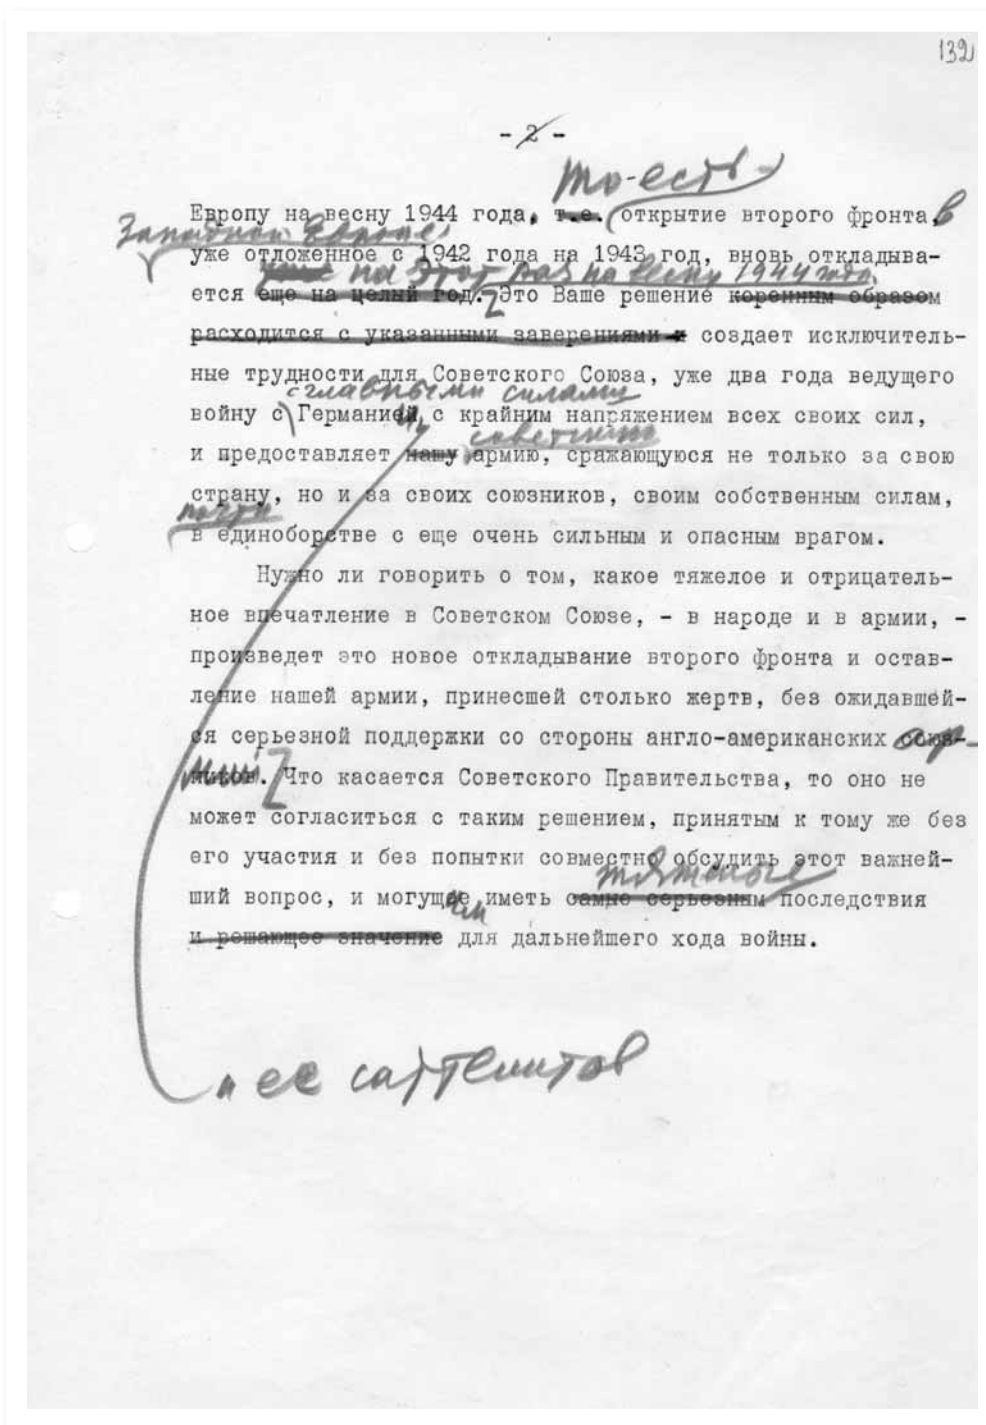 132
- 2 -
то-есть
Европу на весну 1944 года, т.е. открытие второго фронта, в
Западной Европе,
уже отложенное с 1942 года на 1943 год, вновь откладыва-
на этот раз на весну 1944 года.
ется еще на целый год. Это Ваше решение коренным образом
расходится с указанными заверениями и создает исключитель-
ные трудности для Советского Союза, уже два года ведущего
с главными силами
войну с Германией, с крайним напряжением всех своих сил,
советскую
и предоставляет нашу армию, сражающуюся не только за свою
страну, но и за своих союзников, своим собственным силам,
почти
в единоборстве с еще очень сильным и опасным врагом.
Нужно ли говорить о том, какое тяжелое и отрицатель-
ное впечатление в Советском Союзе, - в народе и в армии, -
произведет это новое откладывание второго фронта и остав-
ление нашей армии, принесшей столько жертв, без ожидавшей-
ся серьезной поддержки со стороны англо-американских союз- ар-
ников. мий. Что касается Советского Правительства, то оно не
может согласиться с таким решением, принятым к тому же без
его участия и без попытки совместно обсудить этот важней-
тяжелые
ший вопрос, и могущее иметь самые серьезным последствия
им
и решающее значение для дальнейшего хода войны.
и ее саттелитов